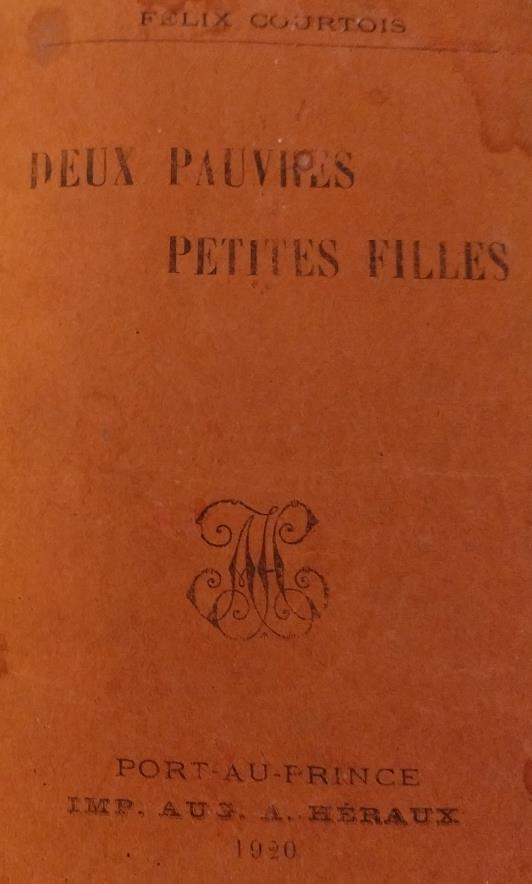 FÉLIX COURTOIS
DEUX PAUVRES
PETITES FILLES
PORT-AU-PRINCE
IMP. AUG. A. HÉRAUX
1920